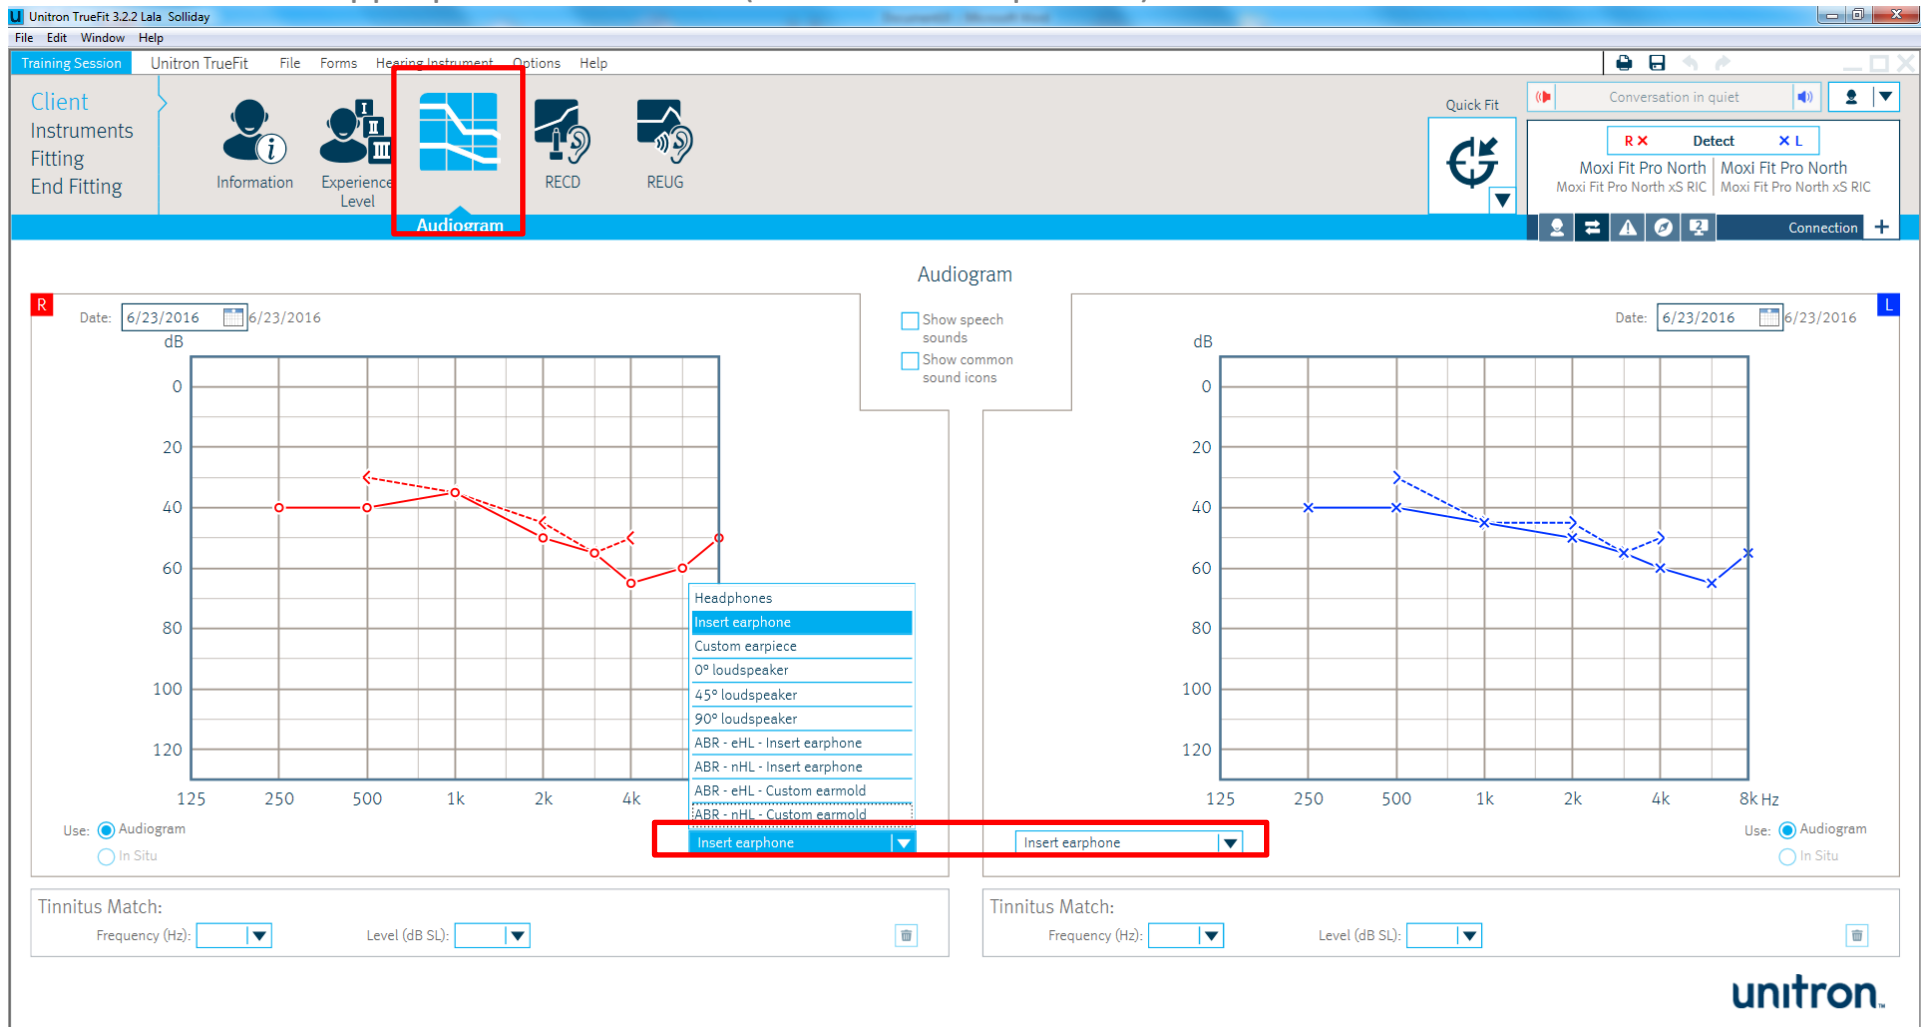 Unitron TrueFit 3.2.2 Lala Solliday
File Edit Window Help
Training Session Unitron TrueFit File Forms Hearing Instrument Options Help
Client
Instruments
Fitting
End Fitting
Information
Experience
Level
Audiogram
RECD
REUG
Quick Fit
Conversation in quiet
R Detect L
Moxi Fit Pro North Moxi Fit Pro North
Moxi Fit Pro North xS RIC Moxi Fit Pro North xS RIC
Connection +
Audiogram
R
Date: 6/23/2016 6/23/2016
Show speech
sounds
Show common
sound icons
Date: 6/23/2016 6/23/2016
L
dB
0
20
40
60
80
100
120
125 250 500 1k 2k 4k
Headphones
Insert earphone
Custom earpiece
0° loudspeaker
45° loudspeaker
90° loudspeaker
ABR - eHL - Insert earphone
ABR - nHL - Insert earphone
ABR - eHL - Custom earmold
ABR - nHL - Custom earmold
Insert earphone
Use: Audiogram
In Situ
dB
0
20
40
60
80
100
120
125 250 500 1k 2k 4k 8k Hz
Insert earphone
Use: Audiogram
In Situ
Tinnitus Match:
Frequency (Hz): Level (dB SL):
Tinnitus Match:
Frequency (Hz): Level (dB SL):
unitron™